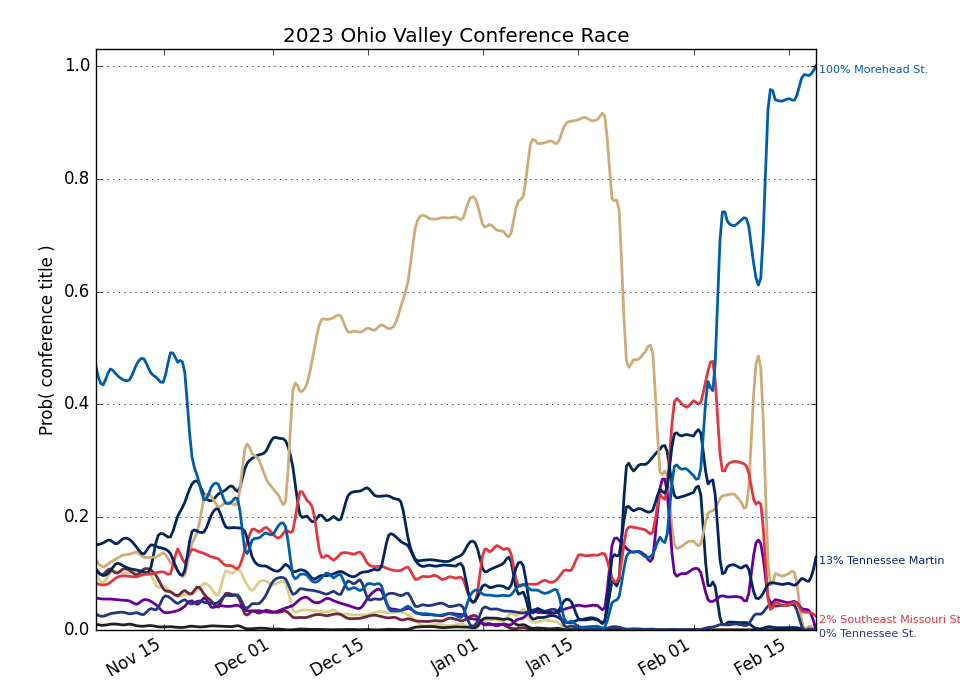 2023 Ohio Valley Conference Race
Prob( conference title )
1.0
0.8
0.6
0.4
0.2
0.0
Nov 15
Dec 01
Dec 15
Jan 01
Jan 15
Feb 01
Feb 15
100% Morehead St.
13% Tennessee Martin
2% Southeast Missouri St
0% Tennessee St.